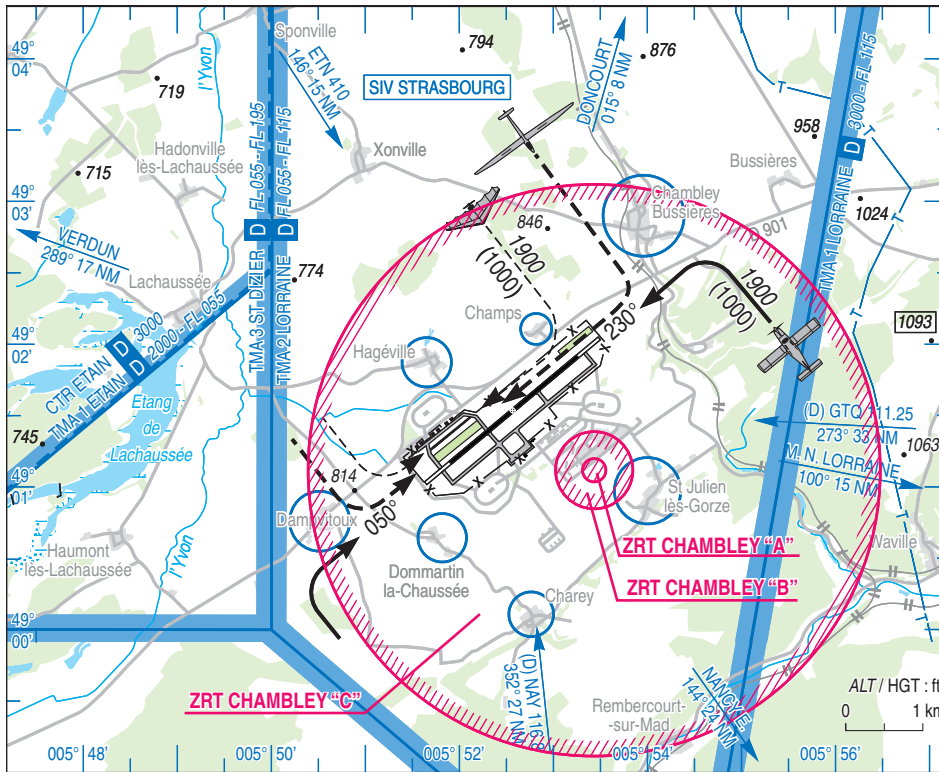 49°
04'
Sponville
794
876
719
l'Yvon
ETN 410
146° 15 NM
SIV STRASBOURG
DONCOURT
015° 8 NM
3000 - FL 115
D
TMA 1 LORRAINE
T
958
T
Hadonville
lès-Lachaussée
Xonville
715
Bussières
49°
03'
Chambley
Bussières
1024
VERDUN
289° 17 NM
FL 055 - FL 195
FL 055 - FL 115
D
D
TMA 3 ST DIZIER
TMA 2 LORRAINE
846
D 901
1900
(1000)
1900
(1000)
774
Lachaussée
Champs
230°
1093
49°
02'
Hagéville
CTR ETAIN D 3000
TMA 1 ETAIN D 2000 - FL 055
Etang
de
Lachaussée
745
(D) GTQ 111.25
273° 33 NM
M. N. LORRAINE
100° 15 NM
1063
49°
01'
814
050°
Dampvitoux
St Julien
lès-Gorze
Haumont
lès-Lachaussée
l'Yvon
Dommartin
la-Chaussée
ZRT CHAMBLEY "A"
ZRT CHAMBLEY "B"
Waville
T
49°
00'
Charey
(D) NAY 116.8
352° 27 NM
ZRT CHAMBLEY "C"
Rembercourt-
-sur-Mad
NANCY E.
144° 24 NM
ALT / HGT : ft
0 1 km
005° 48'
005° 50'
005° 52'
005° 54'
005° 56'